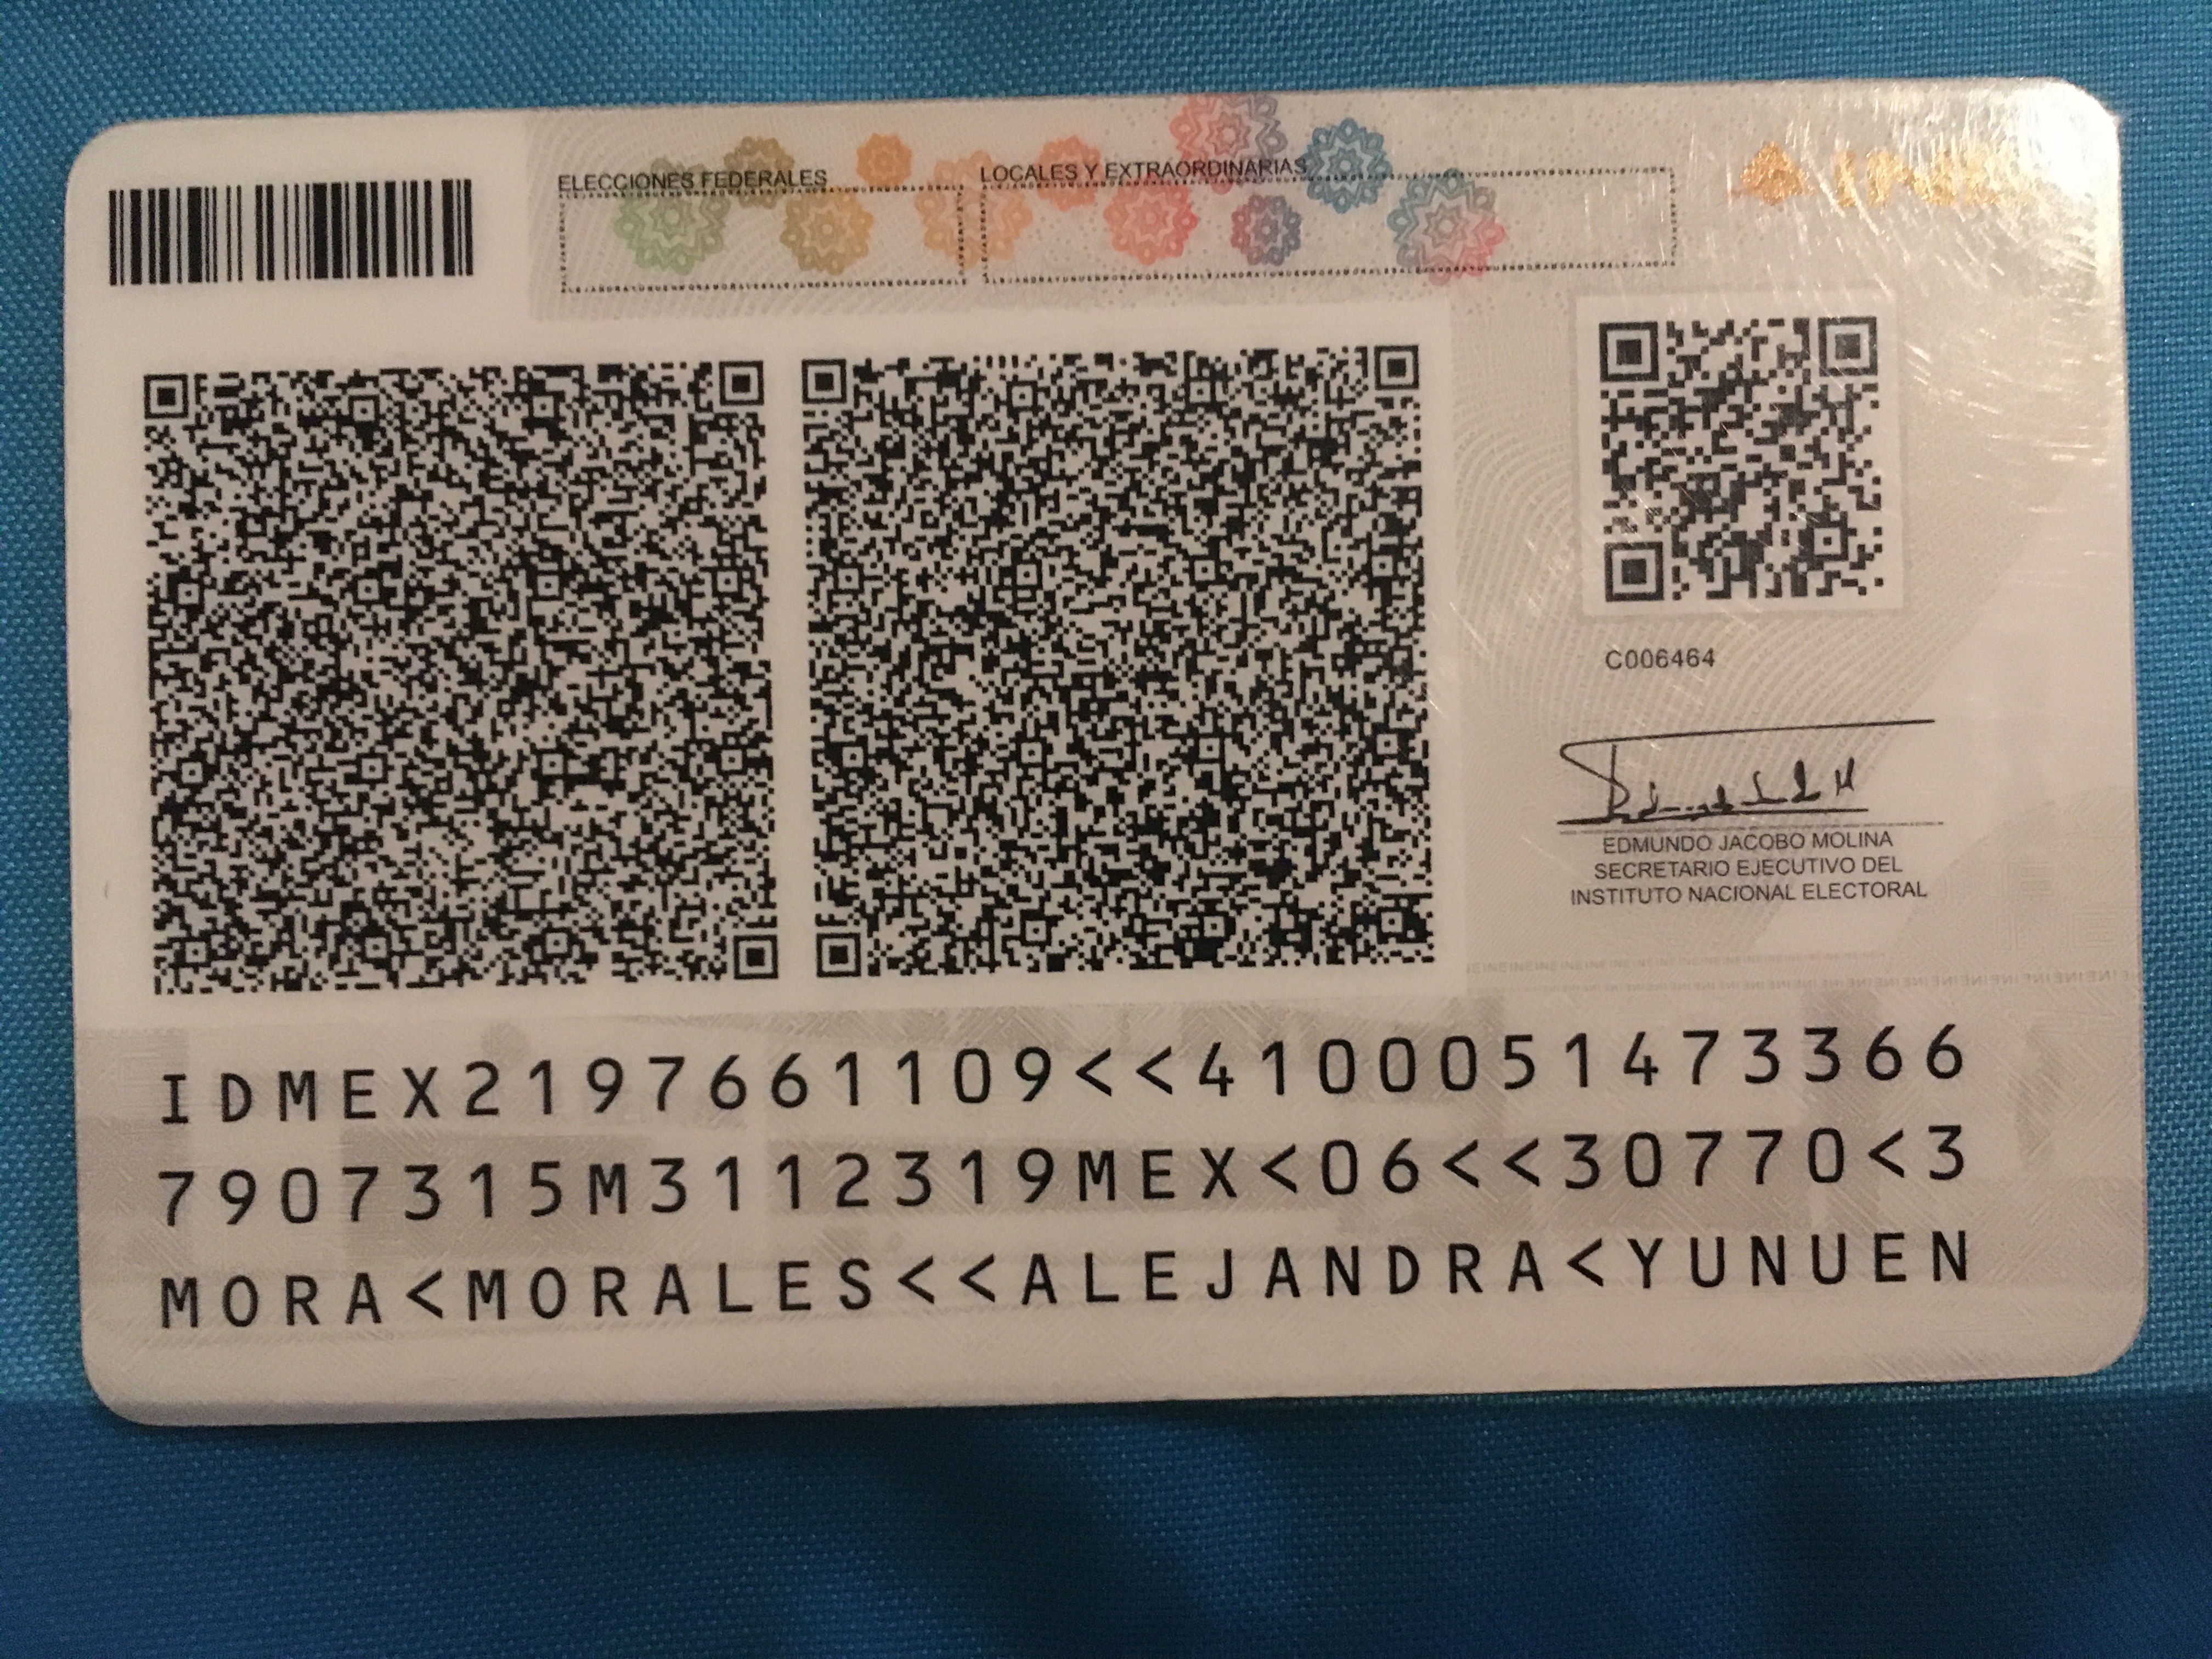 ELECCIONES FEDERALES
LOCALES Y EXTRAORDINARIAS
INE
C006464
EDMUNDO JACOBO MOLINA
SECRETARIO EJECUTIVO DEL
INSTITUTO NACIONAL ELECTORAL
IDMEX2197661109<<4100051473366
7907315M3112319MEX<06<<30770<3
MORA<MORALES<<ALEJANDRA<YUNUEN